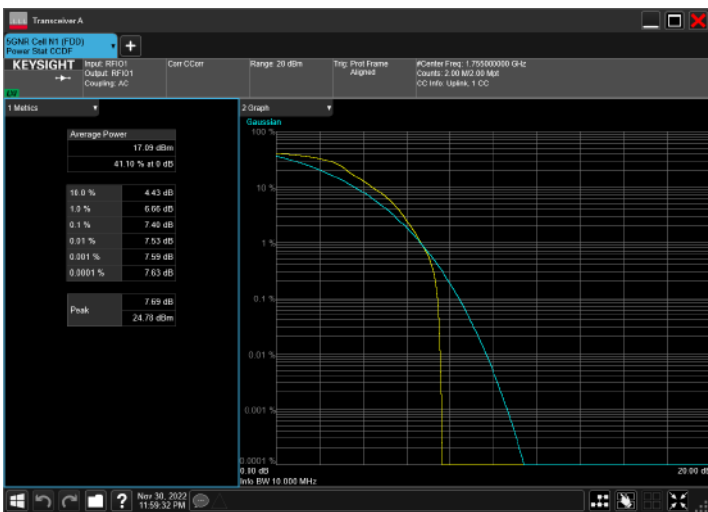 Transceiver A
5GNR Cell N1 (FDD)
Power Stat CCDF
KEYSIGHT
Input: RFIO1
Output: RFIO1
Coupling: AC
Corr CCorr
Range: 20 dBm
Trig: Prot Frame
Aligned
#Center Freq: 1.755000000 GHz
Counts: 2.00 M/2.00 Mpt
CC Info: Uplink, 1 CC
1 Metrics
2 Graph
Gaussian
Average Power
17.09 dBm
41.10 % at 0 dB
10.0 % 4.43 dB
1.0 % 6.66 dB
0.1 % 7.40 dB
0.01 % 7.53 dB
0.001 % 7.59 dB
0.0001 % 7.63 dB
Peak
7.69 dB
24.78 dBm
100 %
10 %
1 %
0.1 %
0.01 %
0.001 %
0.0001 %
0.00 dB
20.00 dB
Info BW 10.000 MHz
?
Nov 30, 2022
11:59:32 PM